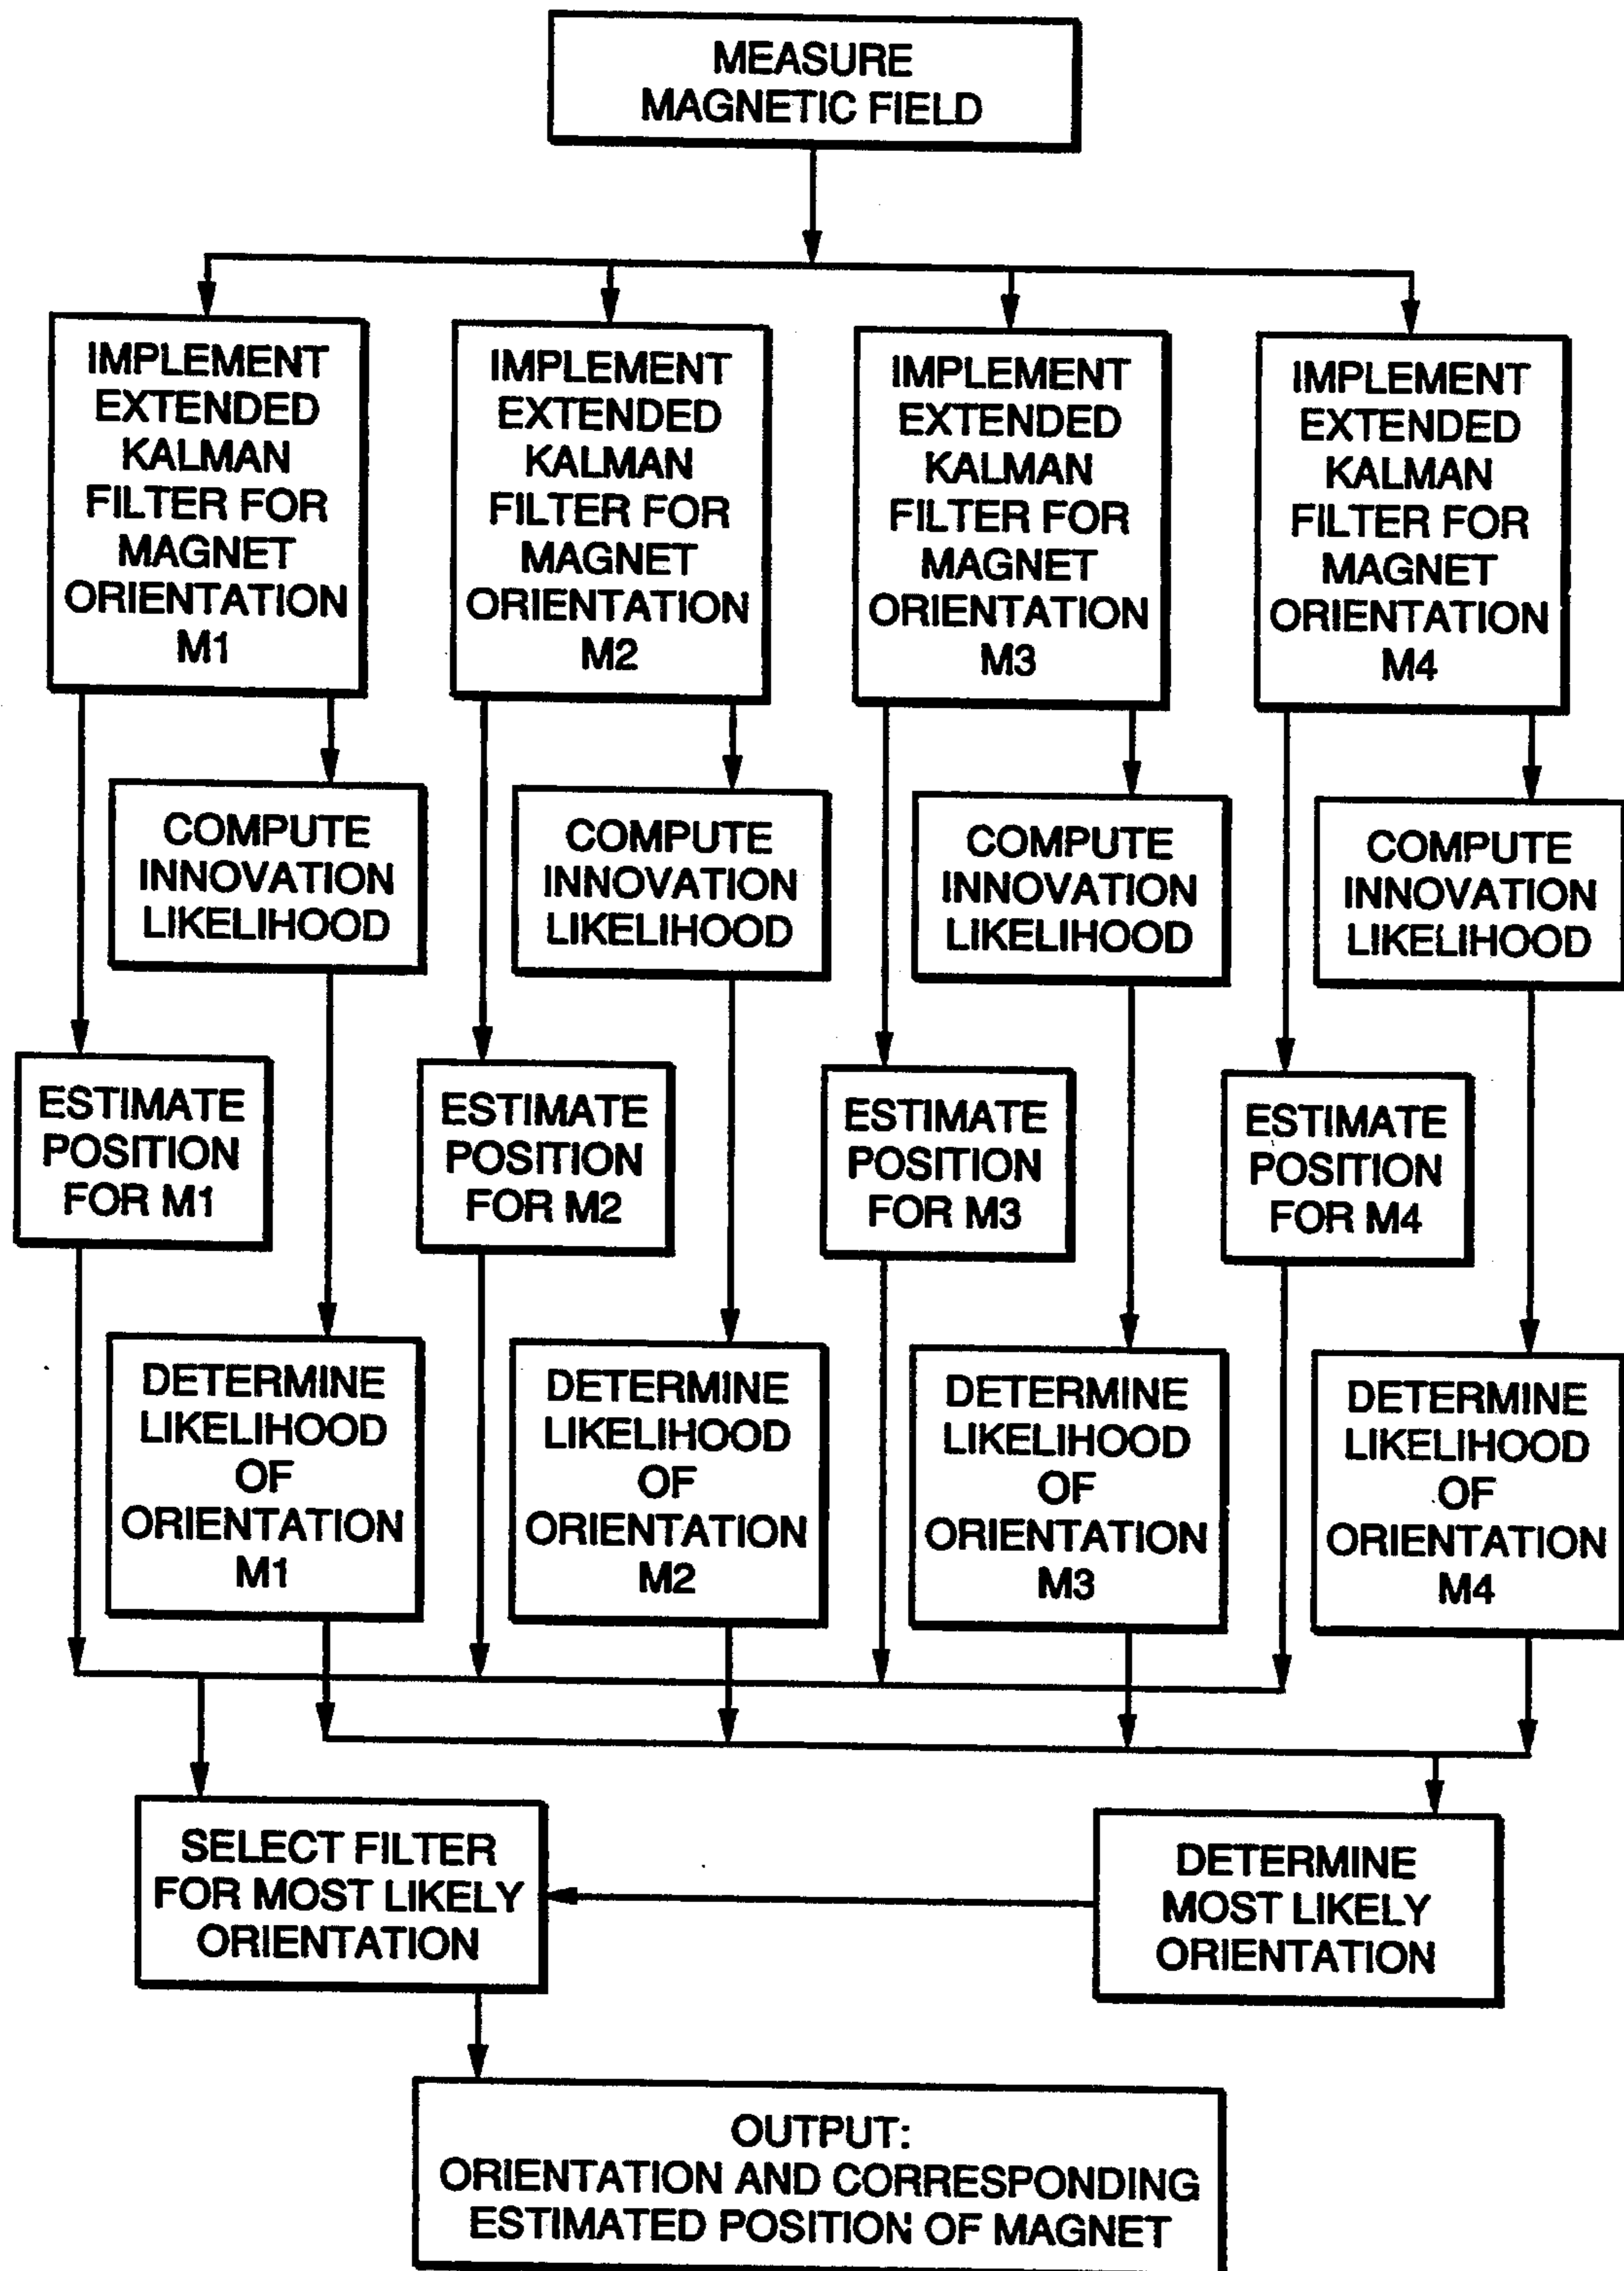 MEASURE
MAGNETIC FIELD
IMPLEMENT
EXTENDED
KALMAN
FILTER FOR
MAGNET
ORIENTATION
M1
IMPLEMENT
EXTENDED
KALMAN
FILTER FOR
MAGNET
ORIENTATION
M2
IMPLEMENT
EXTENDED
KALMAN
FILTER FOR
MAGNET
ORIENTATION
M3
IMPLEMENT
EXTENDED
KALMAN
FILTER FOR
MAGNET
ORIENTATION
M4
COMPUTE
INNOVATION
LIKELIHOOD
COMPUTE
INNOVATION
LIKELIHOOD
COMPUTE
INNOVATION
LIKELIHOOD
COMPUTE
INNOVATION
LIKELIHOOD
ESTIMATE
POSITION
FOR M1
ESTIMATE
POSITION
FOR M2
ESTIMATE
POSITION
FOR M3
ESTIMATE
POSITION
FOR M4
DETERMINE
LIKELIHOOD
OF
ORIENTATION
M1
DETERMINE
LIKELIHOOD
OF
ORIENTATION
M2
DETERMINE
LIKELIHOOD
OF
ORIENTATION
M3
DETERMINE
LIKELIHOOD
OF
ORIENTATION
M4
SELECT FILTER
FOR MOST LIKELY
ORIENTATION
DETERMINE
MOST LIKELY
ORIENTATION
OUTPUT:
ORIENTATION AND CORRESPONDING
ESTIMATED POSITION OF MAGNET